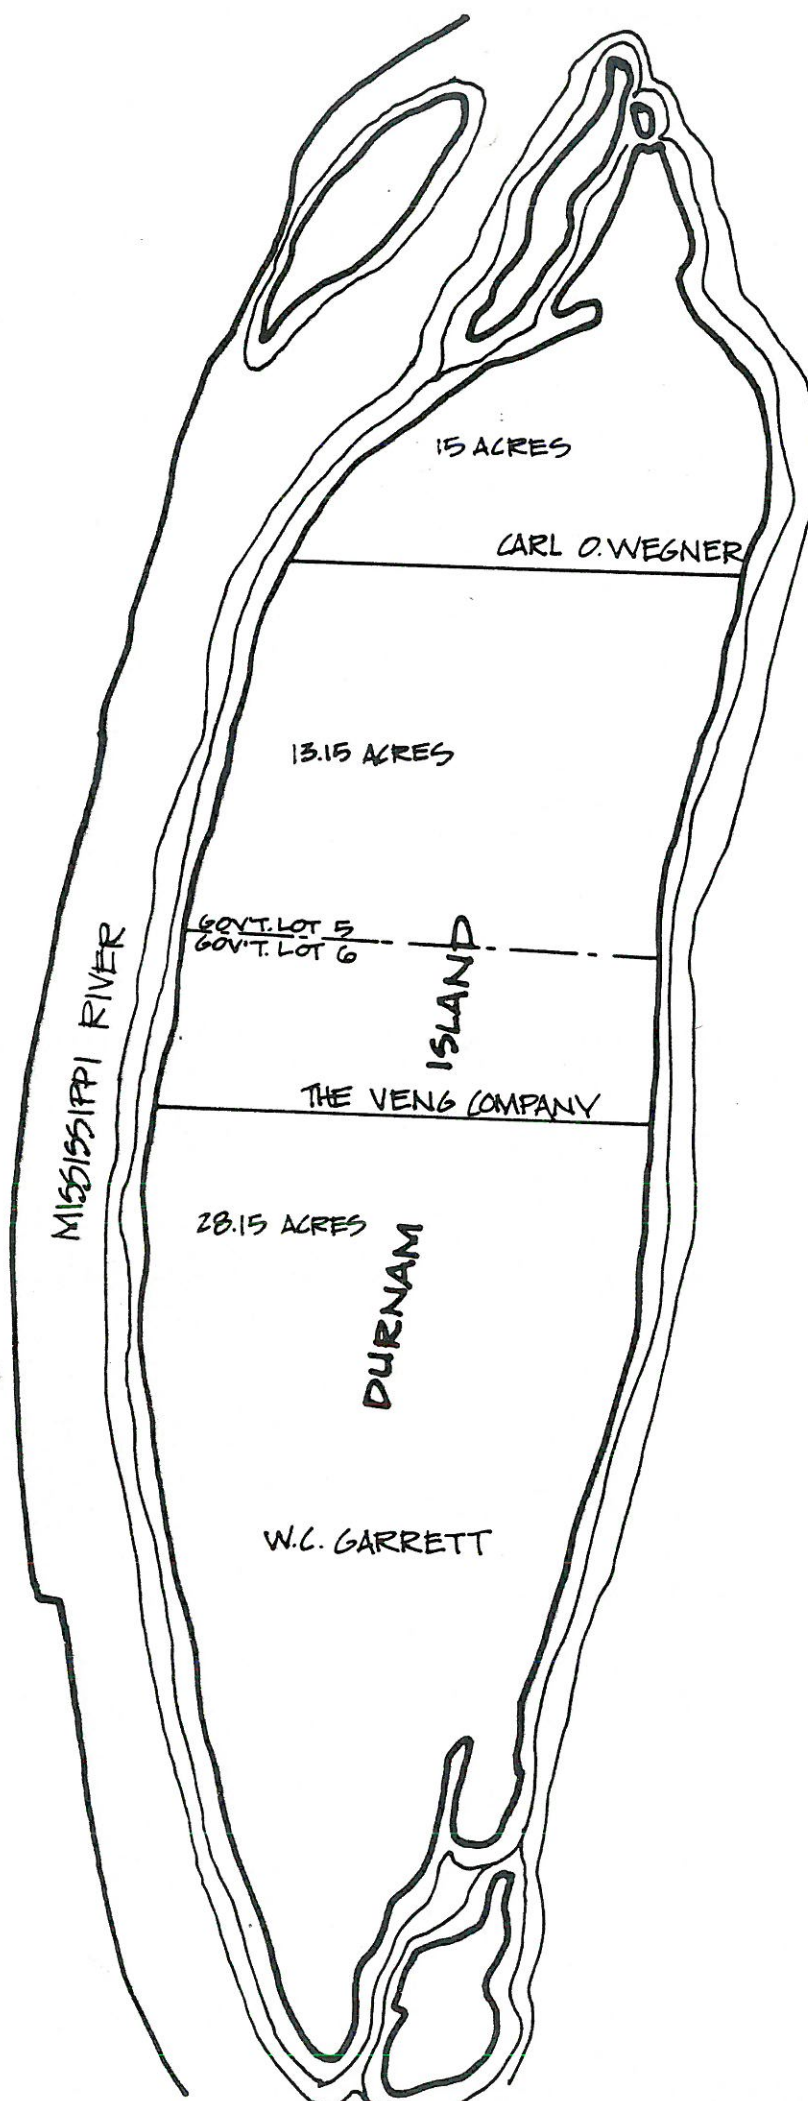 15 ACRES
CARL O. WEGNER
13.15 ACRES
GOV'T. LOT 5
GOV'T. LOT 6
ISLAND
MISSISSIPPI RIVER
THE VENG COMPANY
28.15 ACRES
DURNAM
W.C. GARRETT